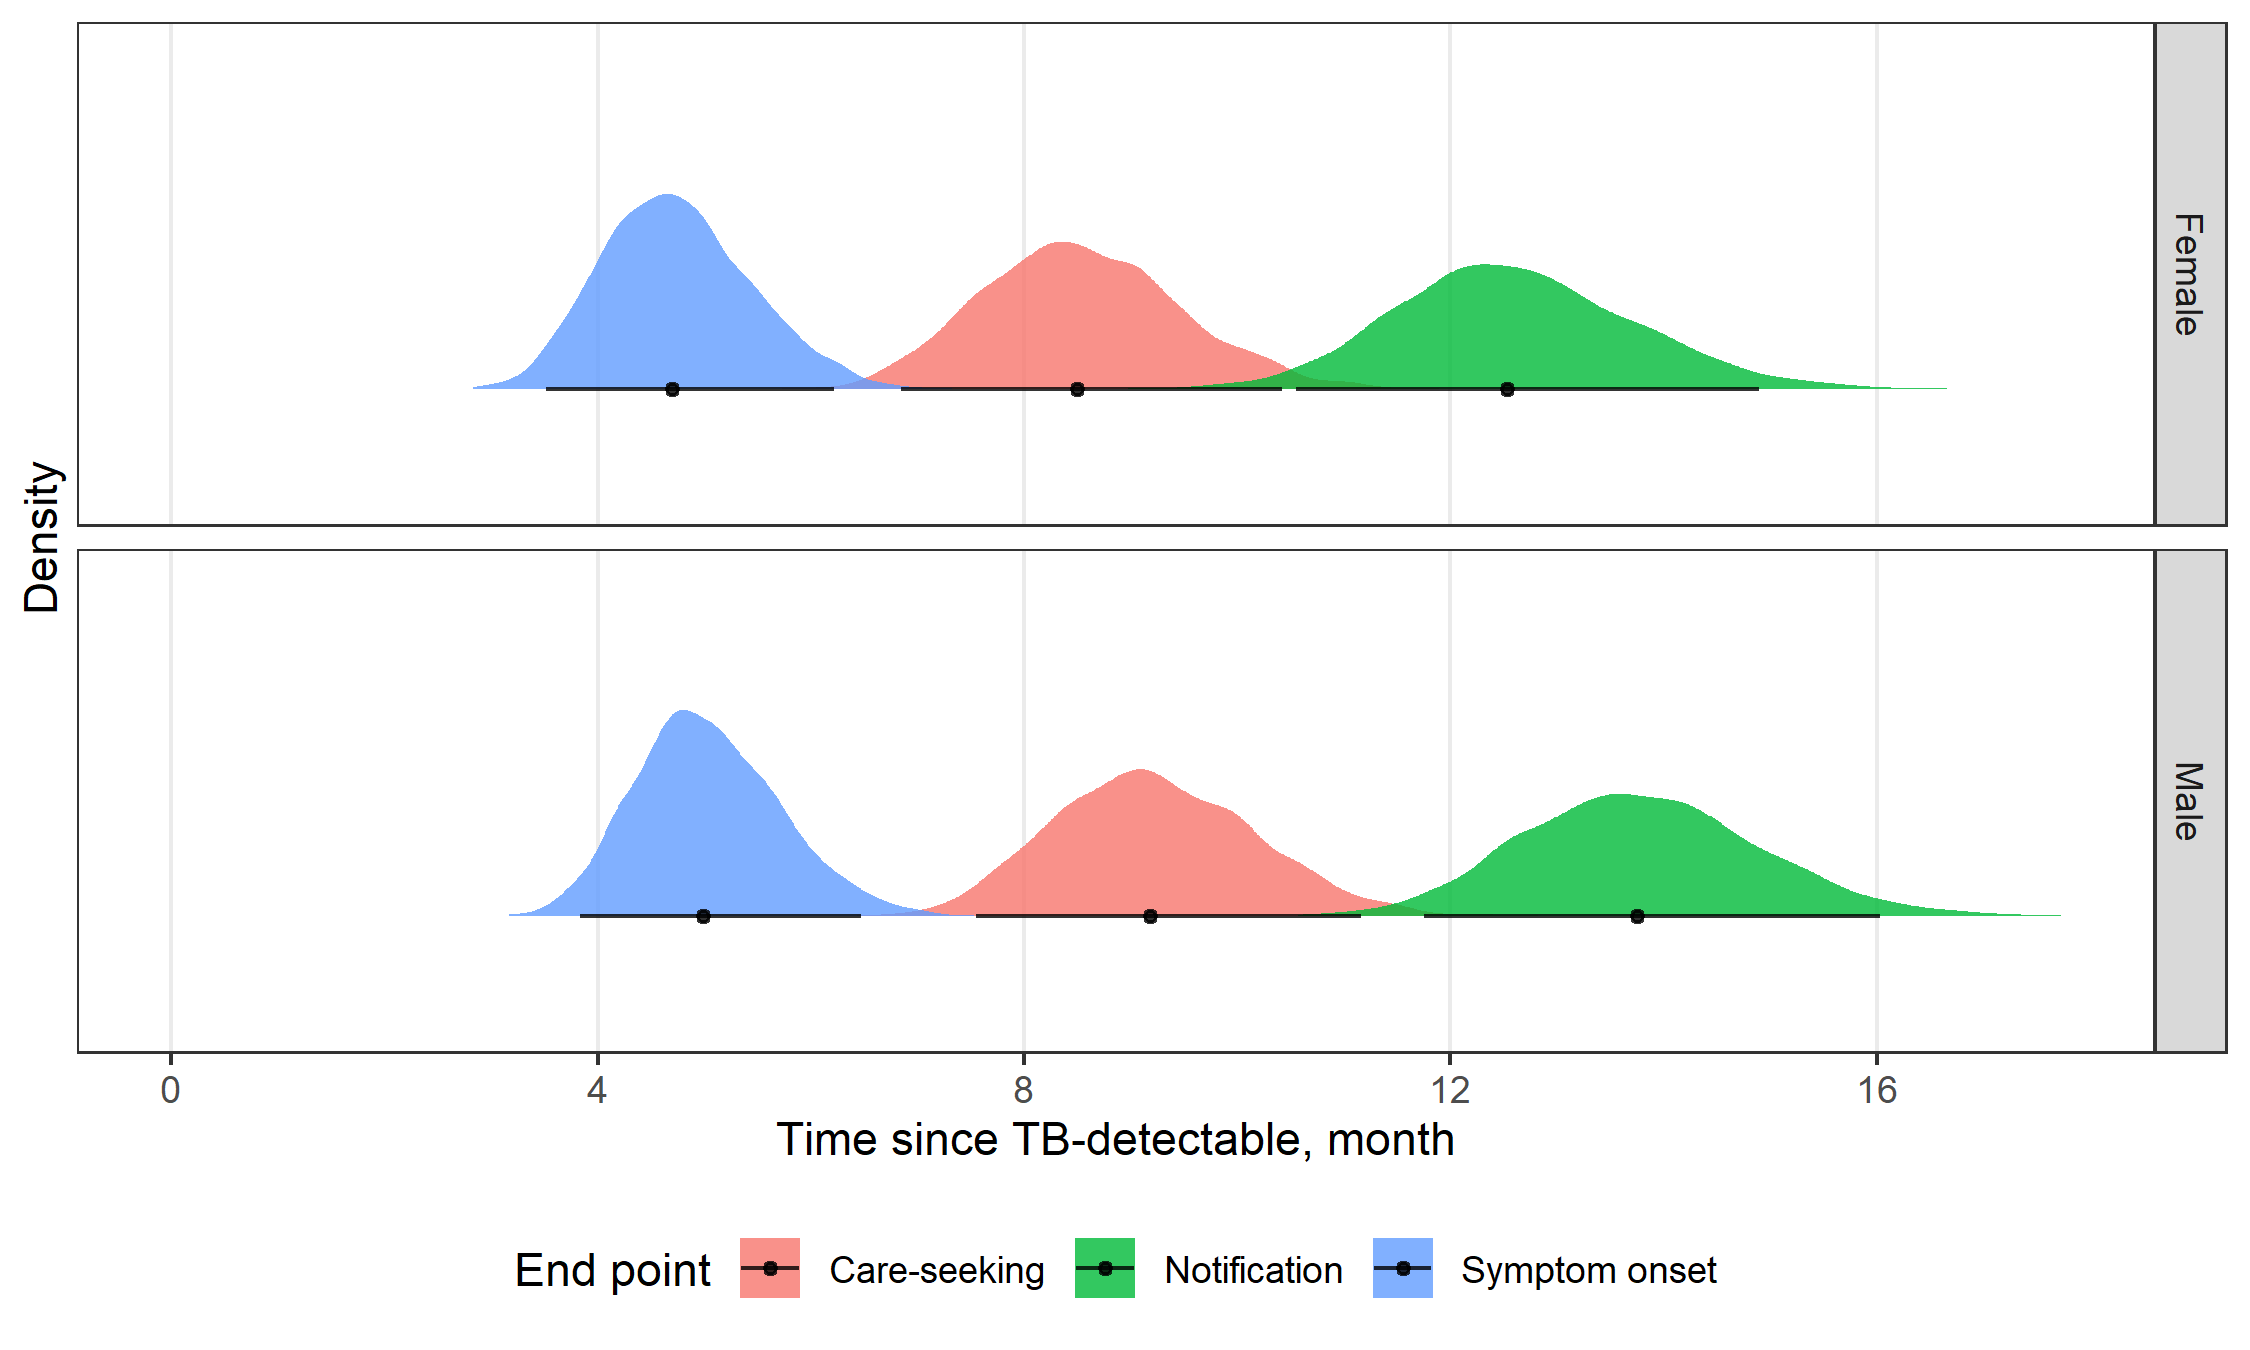 Female
Density
Male
0 4 8 12 16
Time since TB-detectable, month
End point Care-seeking Notification Symptom onset